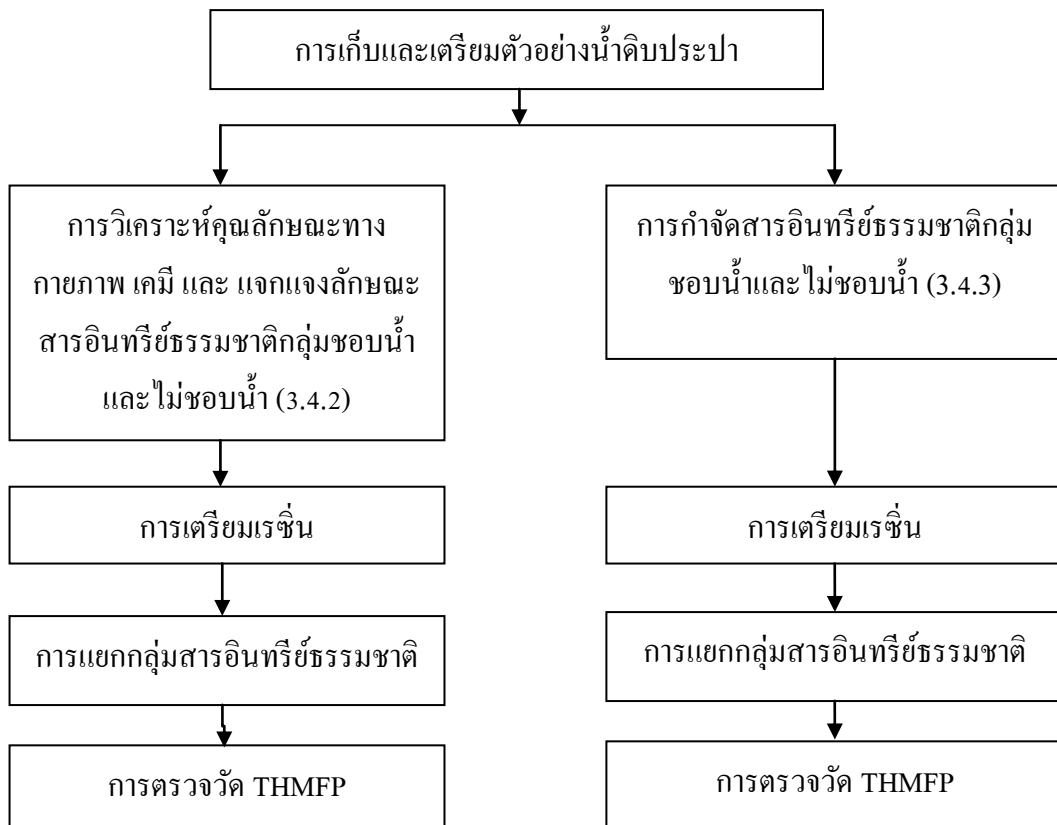 การเก็บและเตรียมตัวอย่างน้ำดิบประปา
การวิเคราะห์คุณลักษณะทาง
กายภาพ เคมี และ แจกแจงลักษณะ
สารอินทรีย์ธรรมชาติกลุ่มชอบน้ำ
และไม่ชอบน้ำ (3.4.2)
การเตรียมเรซิ่น
การแยกกลุ่มสารอินทรีย์ธรรมชาติ
การตรวจวัด THMFP
การกำจัดสารอินทรีย์ธรรมชาติกลุ่ม
ชอบน้ำและไม่ชอบน้ำ (3.4.3)
การเตรียมเรซิ่น
การแยกกลุ่มสารอินทรีย์ธรรมชาติ
การตรวจวัด THMFP